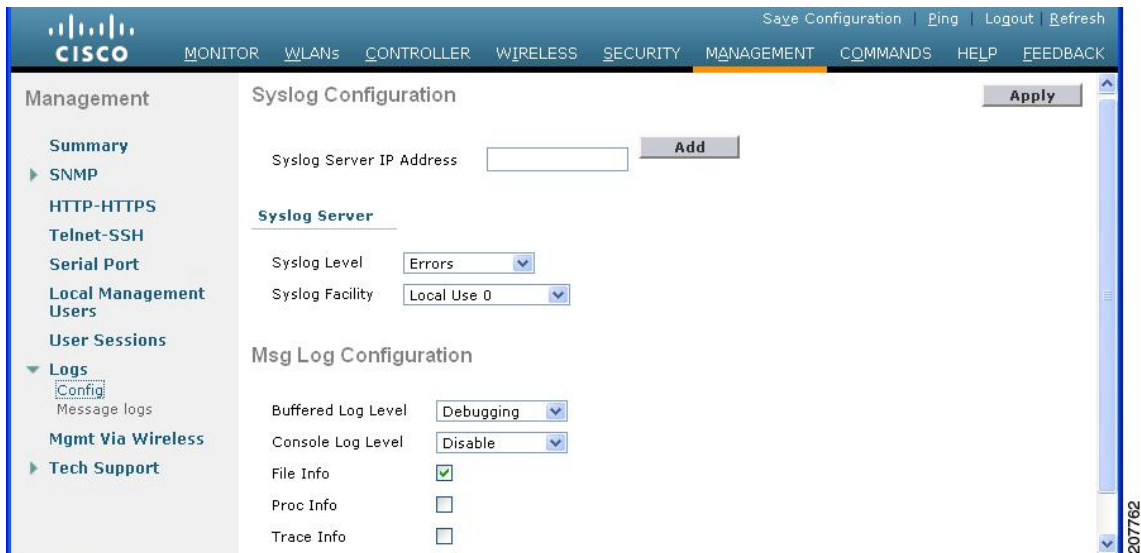 Save Configuration | Ping | Logout | Refresh
CISCO MONITOR WLANs CONTROLLER WIRELESS SECURITY MANAGEMENT COMMANDS HELP FEEDBACK
Management
Summary
SNMP
HTTP-HTTPS
Telnet-SSH
Serial Port
Local Management
Users
User Sessions
Logs
Config
Message logs
Mgmt Via Wireless
Tech Support
Syslog Configuration
Apply
Syslog Server IP Address
Add
Syslog Server
Syslog Level Errors
Syslog Facility Local Use 0
Msg Log Configuration
Buffered Log Level Debugging
Console Log Level Disable
File Info
Proc Info
Trace Info
207762